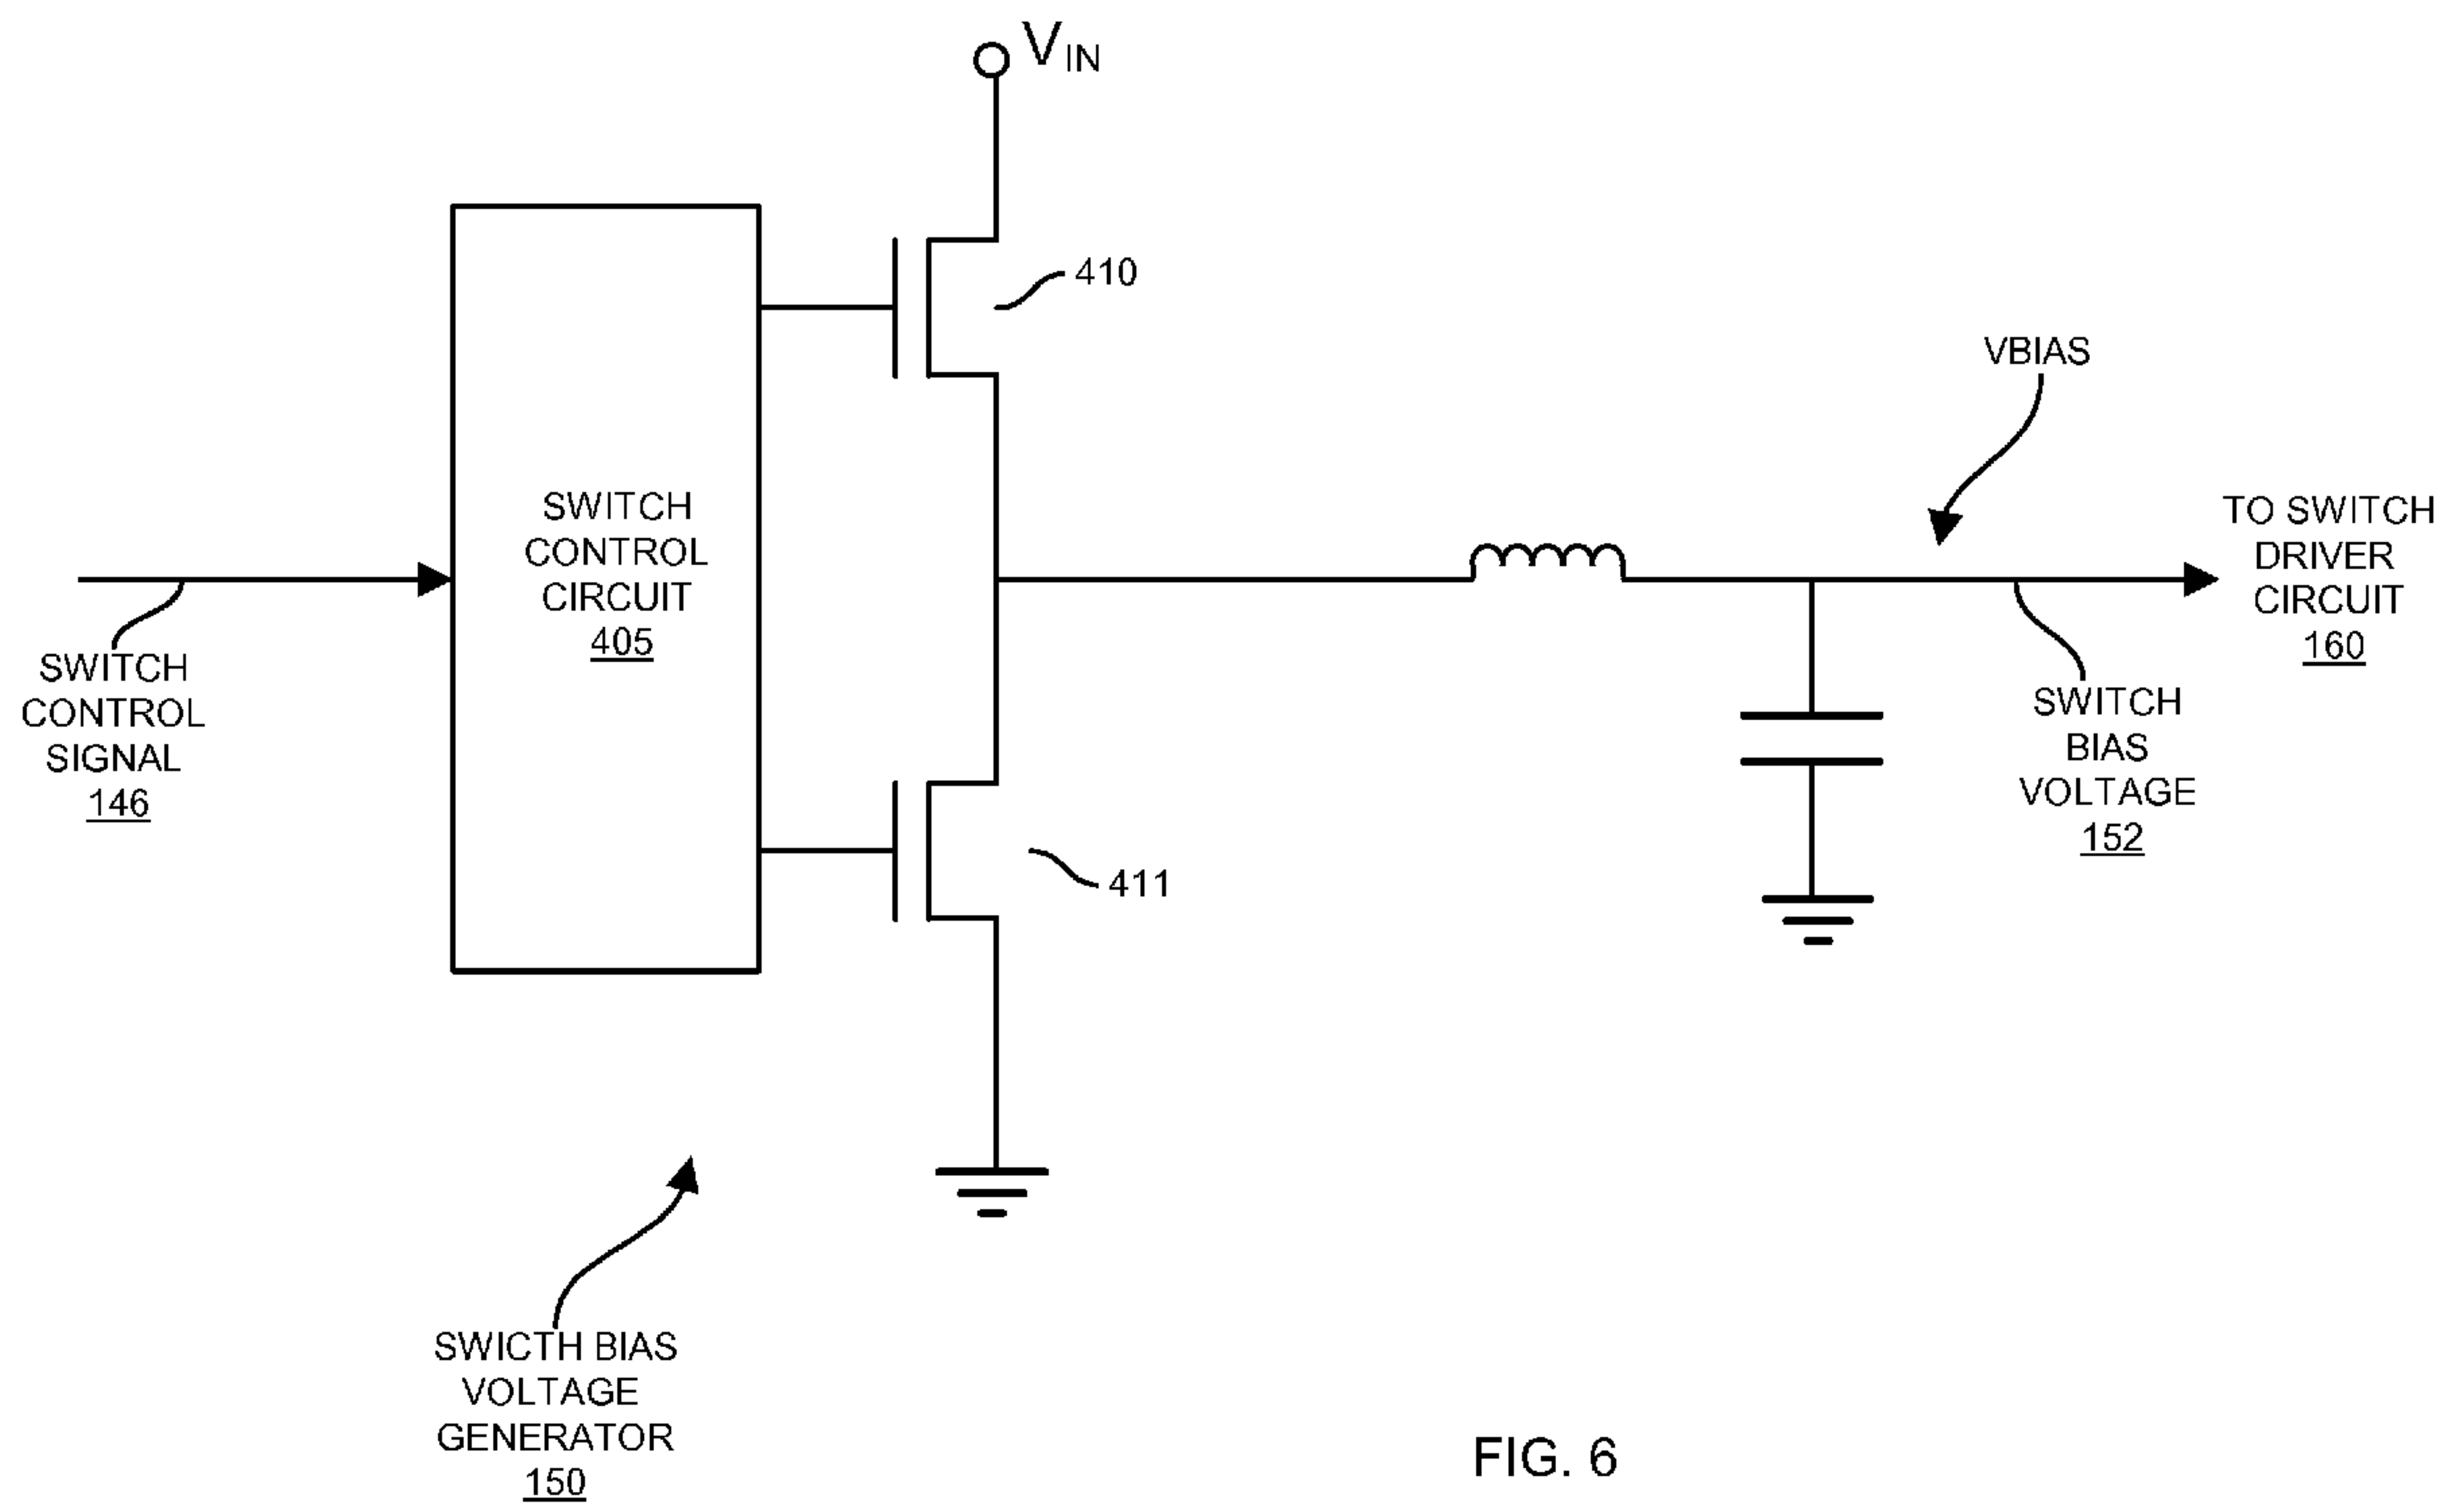 VIN
410
VBIAS
SWITCH
CONTROL
CIRCUIT
405
TO SWITCH
DRIVER
CIRCUIT
160
SWITCH
CONTROL
SIGNAL
146
SWITCH
BIAS
VOLTAGE
152
411
SWICTH BIAS
VOLTAGE
GENERATOR
150
FIG. 6